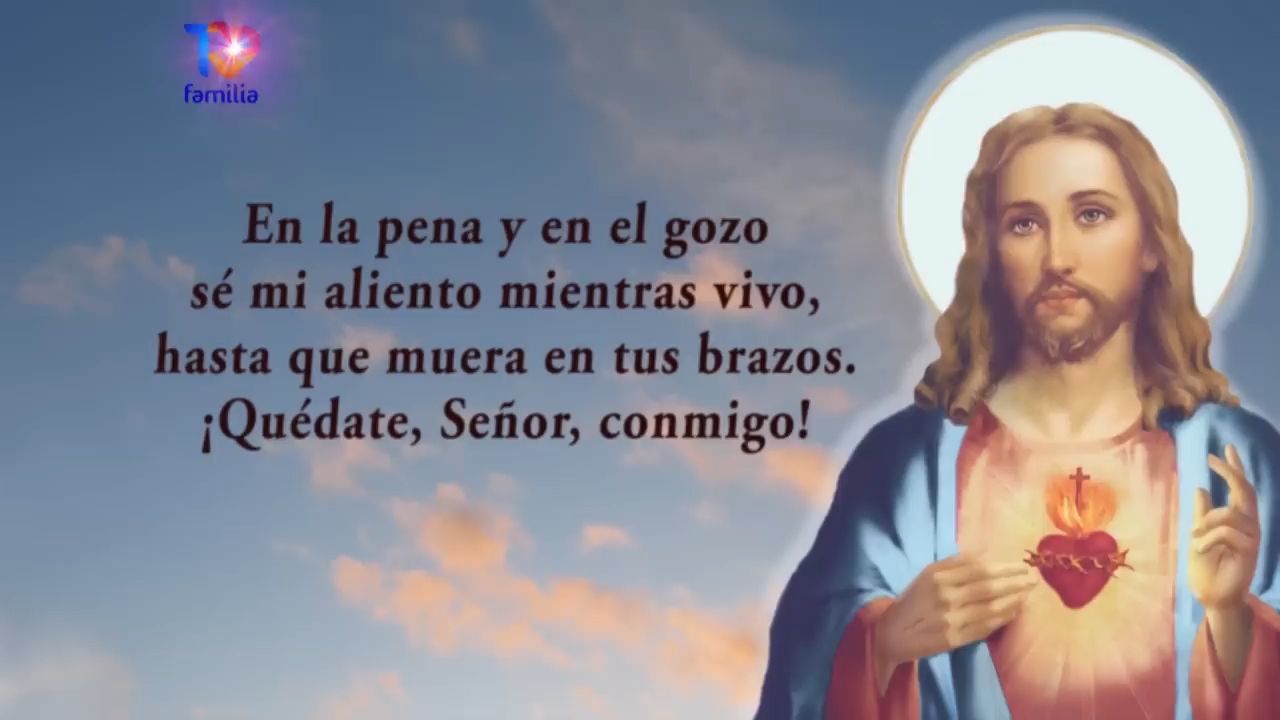 familia
En la pena y en el gozo
sé mi aliento mientras vivo,
hasta que muera en tus brazos.
¡Quédate, Señor, conmigo!